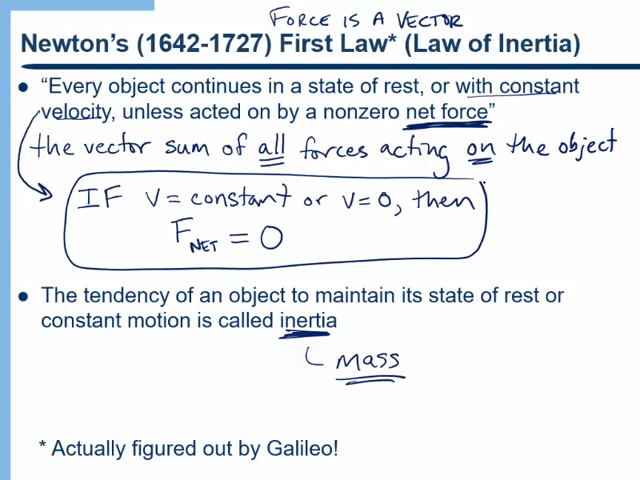 FORCE IS A VECTOR
Newton's (1642-1727) First Law* (Law of Inertia)
● "Every object continues in a state of rest, or with constant
velocity, unless acted on by a nonzero net force"
the vector sum of all forces acting on the object
IF v = constant or v = 0, then
F NET = 0
● The tendency of an object to maintain its state of rest or
constant motion is called inertia
mass
* Actually figured out by Galileo!